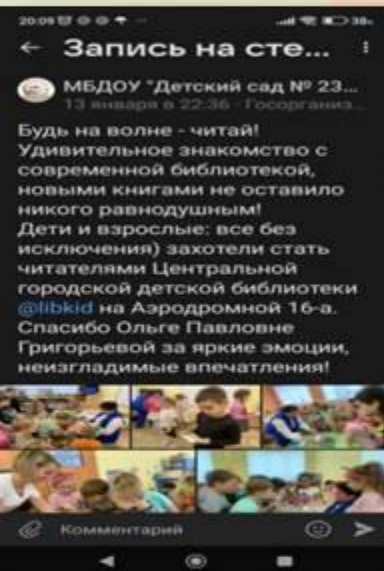 20:09
Запись на сте...
МБДОУ "Детский сад № 23...
13 января в 22:36 · Госорганиз...
Будь на волне - читай!
Удивительное знакомство с
современной библиотекой,
новыми книгами не оставило
никого равнодушным!
Дети и взрослые: все без
исключения) захотели стать
читателями Центральной
городской детской библиотеки
@libkid на Аэродромной 16-а.
Спасибо Ольге Павловне
Григорьевой за яркие эмоции,
неизгладимые впечатления!
Комментарий